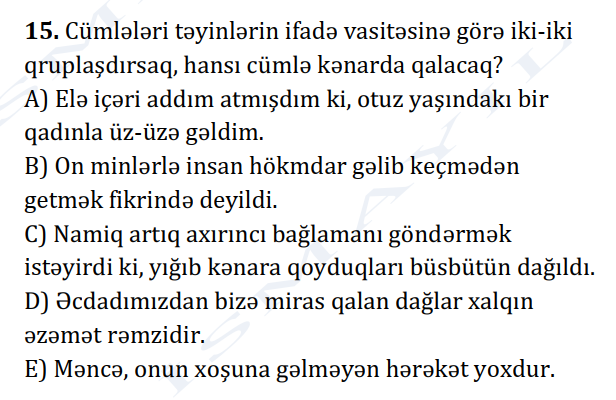 15. Cümlələri təyinlərin ifadə vasitəsinə görə iki-iki
qruplaşdırsaq, hansı cümlə kənarda qalacaq?
A) Elə içəri addım atmışdım ki, otuz yaşındakı bir
qadınla üz-üzə gəldim.
B) On minlərlə insan hökmdar gəlib keçmədən
getmək fikrində deyildi.
C) Namiq artıq axırıncı bağlamanı göndərmək
istəyirdi ki, yığıb kənara qoyduqları büsbütün dağıldı.
D) Əcdadımızdan bizə miras qalan dağlar xalqın
əzəmət rəmzidir.
E) Məncə, onun xoşuna gəlməyən hərəkət yoxdur.